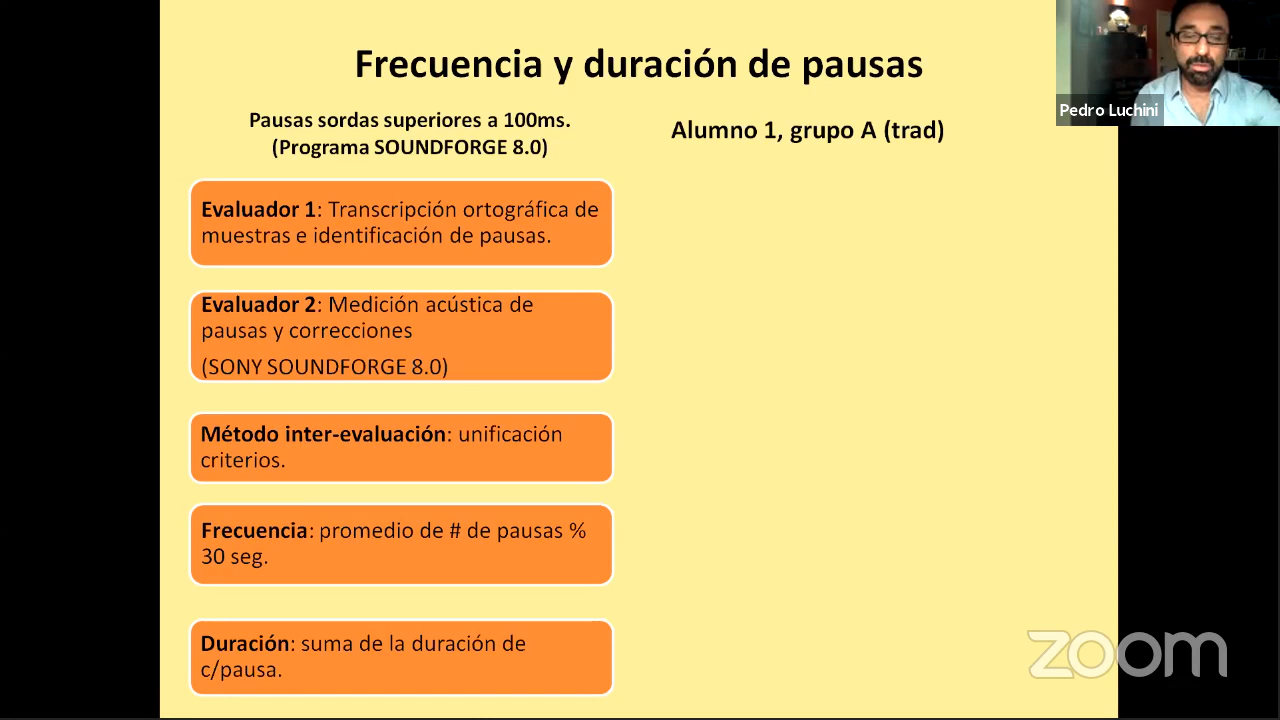 Frecuencia y duración de pausas
Pausas sordas superiores a 100ms.
(Programa SOUNDFORGE 8.0)
Alumno 1, grupo A (trad)
Pedro Luchini
Evaluador 1: Transcripción ortográfica de
muestras e identificación de pausas.
Evaluador 2: Medición acústica de
pausas y correcciones
(SONY SOUNDFORGE 8.0)
Método inter-evaluación: unificación
criterios.
Frecuencia: promedio de # de pausas %
30 seg.
Duración: suma de la duración de
c/pausa.
zoom